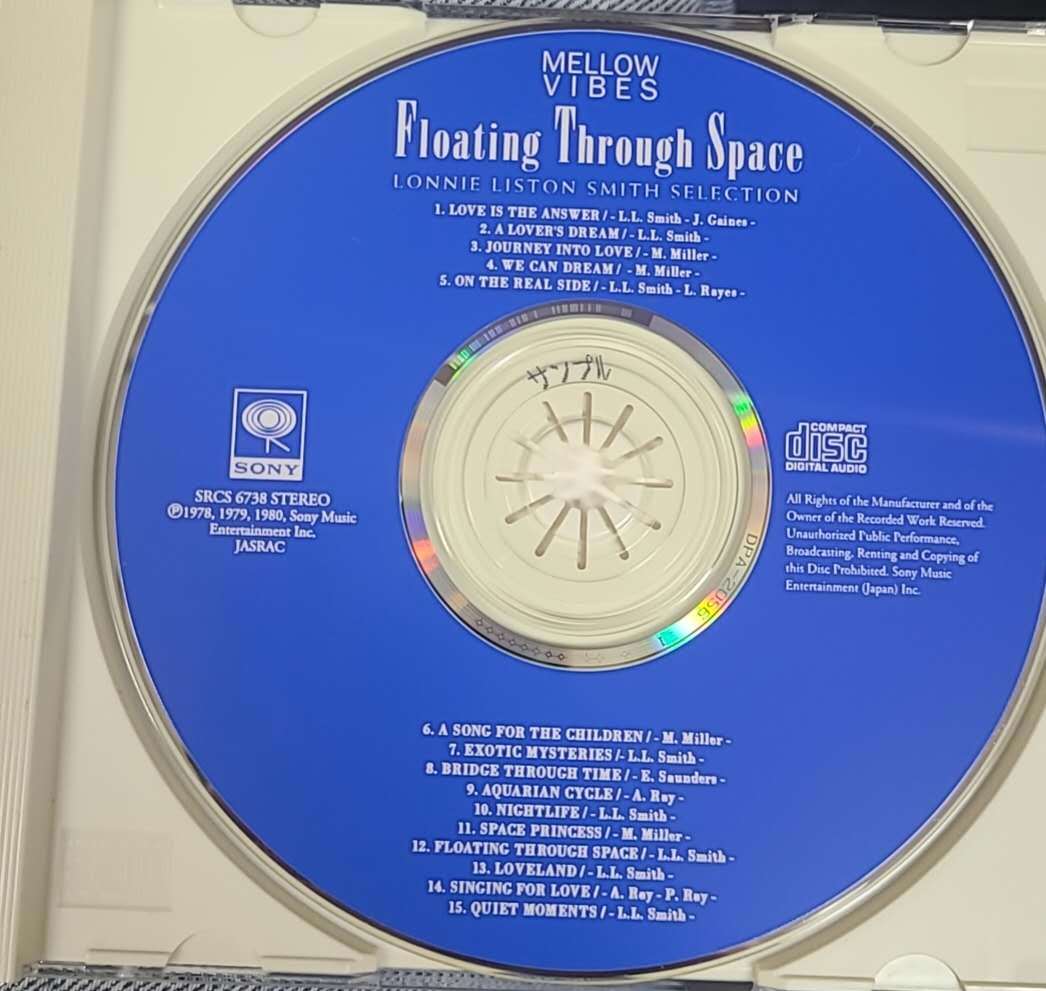 MELLOW
VIBES
Floating Through Space
LONNIE LISTON SMITH SELECTION
1. LOVE IS THE ANSWER / - L.L. Smith - J. Gaines -
2. A LOVER'S DREAM / - L.L. Smith -
3. JOURNEY INTO LOVE / - M. Miller -
4. WE CAN DREAM / - M. Miller -
5. ON THE REAL SIDE / - L.L. Smith - L. Rayes -
サンプル
SONY
SRCS 6738 STEREO
℗1978, 1979, 1980, Sony Music
Entertainment Inc.
JASRAC
COMPACT
disc
DIGITAL AUDIO
All Rights of the Manufacturer and of the
Owner of the Recorded Work Reserved.
Unauthorized Public Performance,
Broadcasting, Renting and Copying of
this Disc Prohibited. Sony Music
Entertainment (Japan) Inc.
DPA-2056
6. A SONG FOR THE CHILDREN / - M. Miller -
7. EXOTIC MYSTERIES /- L.L. Smith -
8. BRIDGE THROUGH TIME / - E. Saunders -
9. AQUARIAN CYCLE / - A. Roy -
10. NIGHTLIFE / - L.L. Smith -
11. SPACE PRINCESS / - M. Miller -
12. FLOATING THROUGH SPACE / - L.L. Smith -
13. LOVELAND / - L.L. Smith -
14. SINGING FOR LOVE / - A. Roy - P. Roy -
15. QUIET MOMENTS / - L.L. Smith -